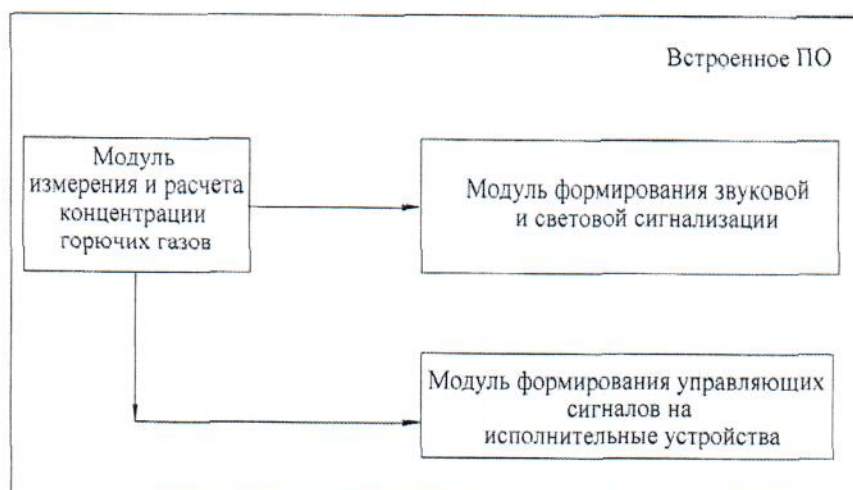 Встроенное ПО
Модуль
измерения и расчета
концентрации
горючих газов
Модуль формирования звуковой
и световой сигнализации
Модуль формирования управляющих
сигналов на
исполнительные устройства